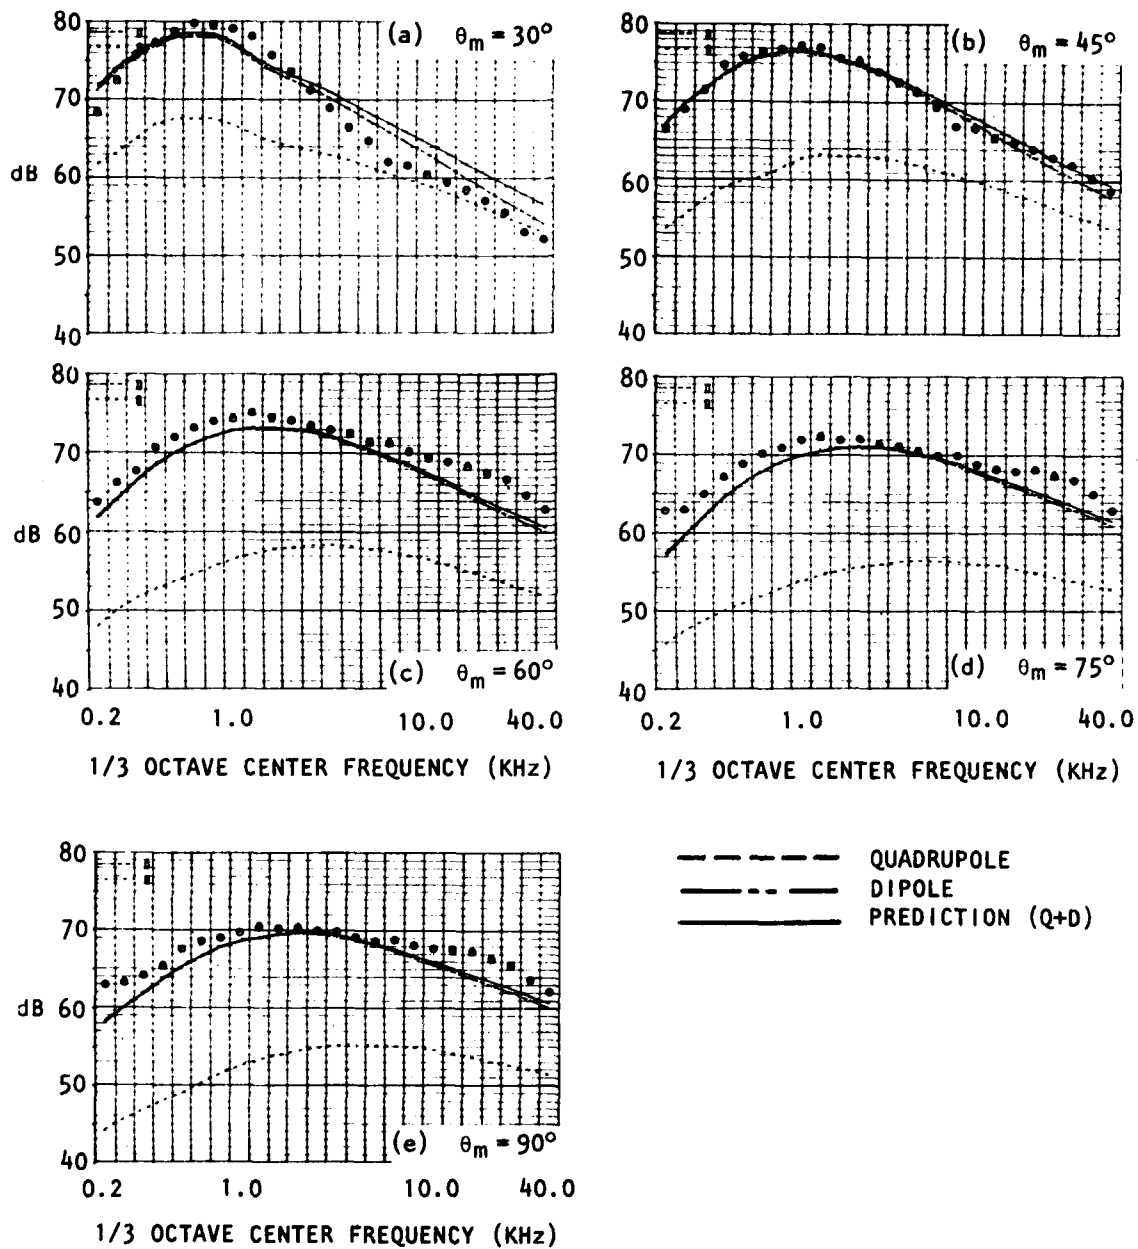 80
(a) θm = 30°
70
dB
60
50
40
80
(b) θm = 45°
70
60
50
40
80
70
60
dB
50
(c) θm = 60°
40
0.2 1.0 10.0 40.0
1/3 OCTAVE CENTER FREQUENCY (KHz)
80
70
60
50
(d) θm = 75°
40
0.2 1.0 10.0 40.0
1/3 OCTAVE CENTER FREQUENCY (KHz)
80
70
dB
60
50
(e) θm = 90°
40
0.2 1.0 10.0 40.0
1/3 OCTAVE CENTER FREQUENCY (KHz)
QUADRUPOLE
DIPOLE
PREDICTION (Q+D)